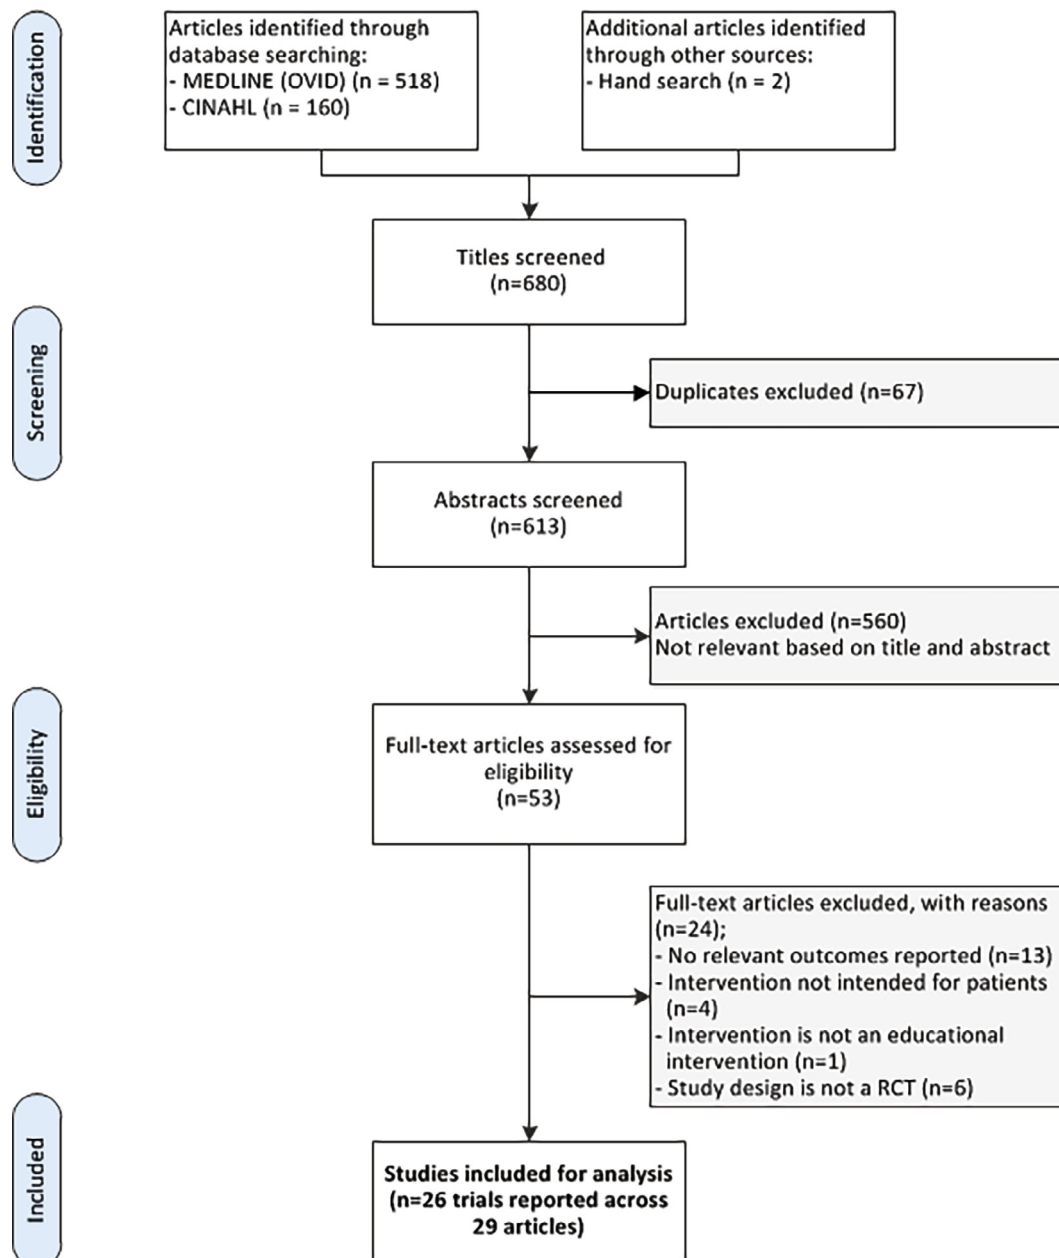 Identification
Articles identified through
database searching:
- MEDLINE (OVID) (n = 518)
- CINAHL (n = 160)
Additional articles identified
through other sources:
- Hand search (n = 2)
Titles screened
(n=680)
Screening
Duplicates excluded (n=67)
Abstracts screened
(n=613)
Articles excluded (n=560)
Not relevant based on title and abstract
Eligibility
Full-text articles assessed for
eligibility
(n=53)
Full-text articles excluded, with reasons
(n=24);
- No relevant outcomes reported (n=13)
- Intervention not intended for patients
(n=4)
- Intervention is not an educational
intervention (n=1)
- Study design is not a RCT (n=6)
Included
Studies included for analysis
(n=26 trials reported across
29 articles)